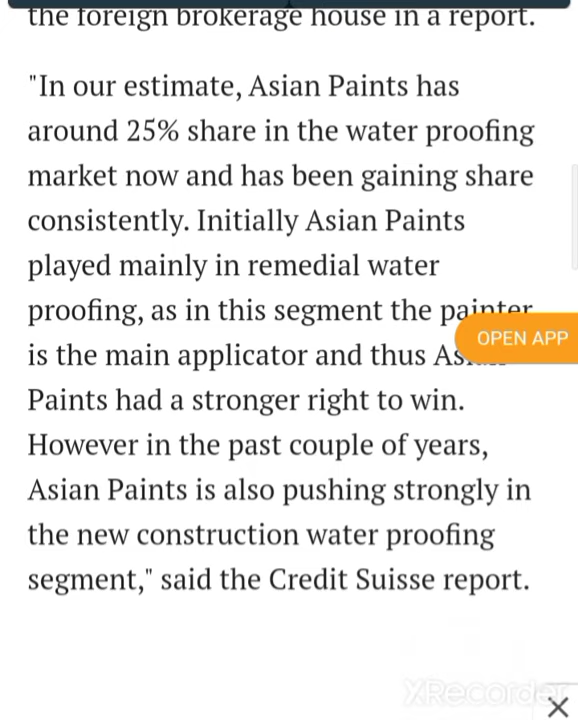 the foreign brokerage house in a report.
"In our estimate, Asian Paints has
around 25% share in the water proofing
market now and has been gaining share
consistently. Initially Asian Paints
played mainly in remedial water
proofing, as in this segment the painter
OPEN APP
is the main applicator and thus Asian
Paints had a stronger right to win.
However in the past couple of years,
Asian Paints is also pushing strongly in
the new construction water proofing
segment," said the Credit Suisse report.
XRecorder